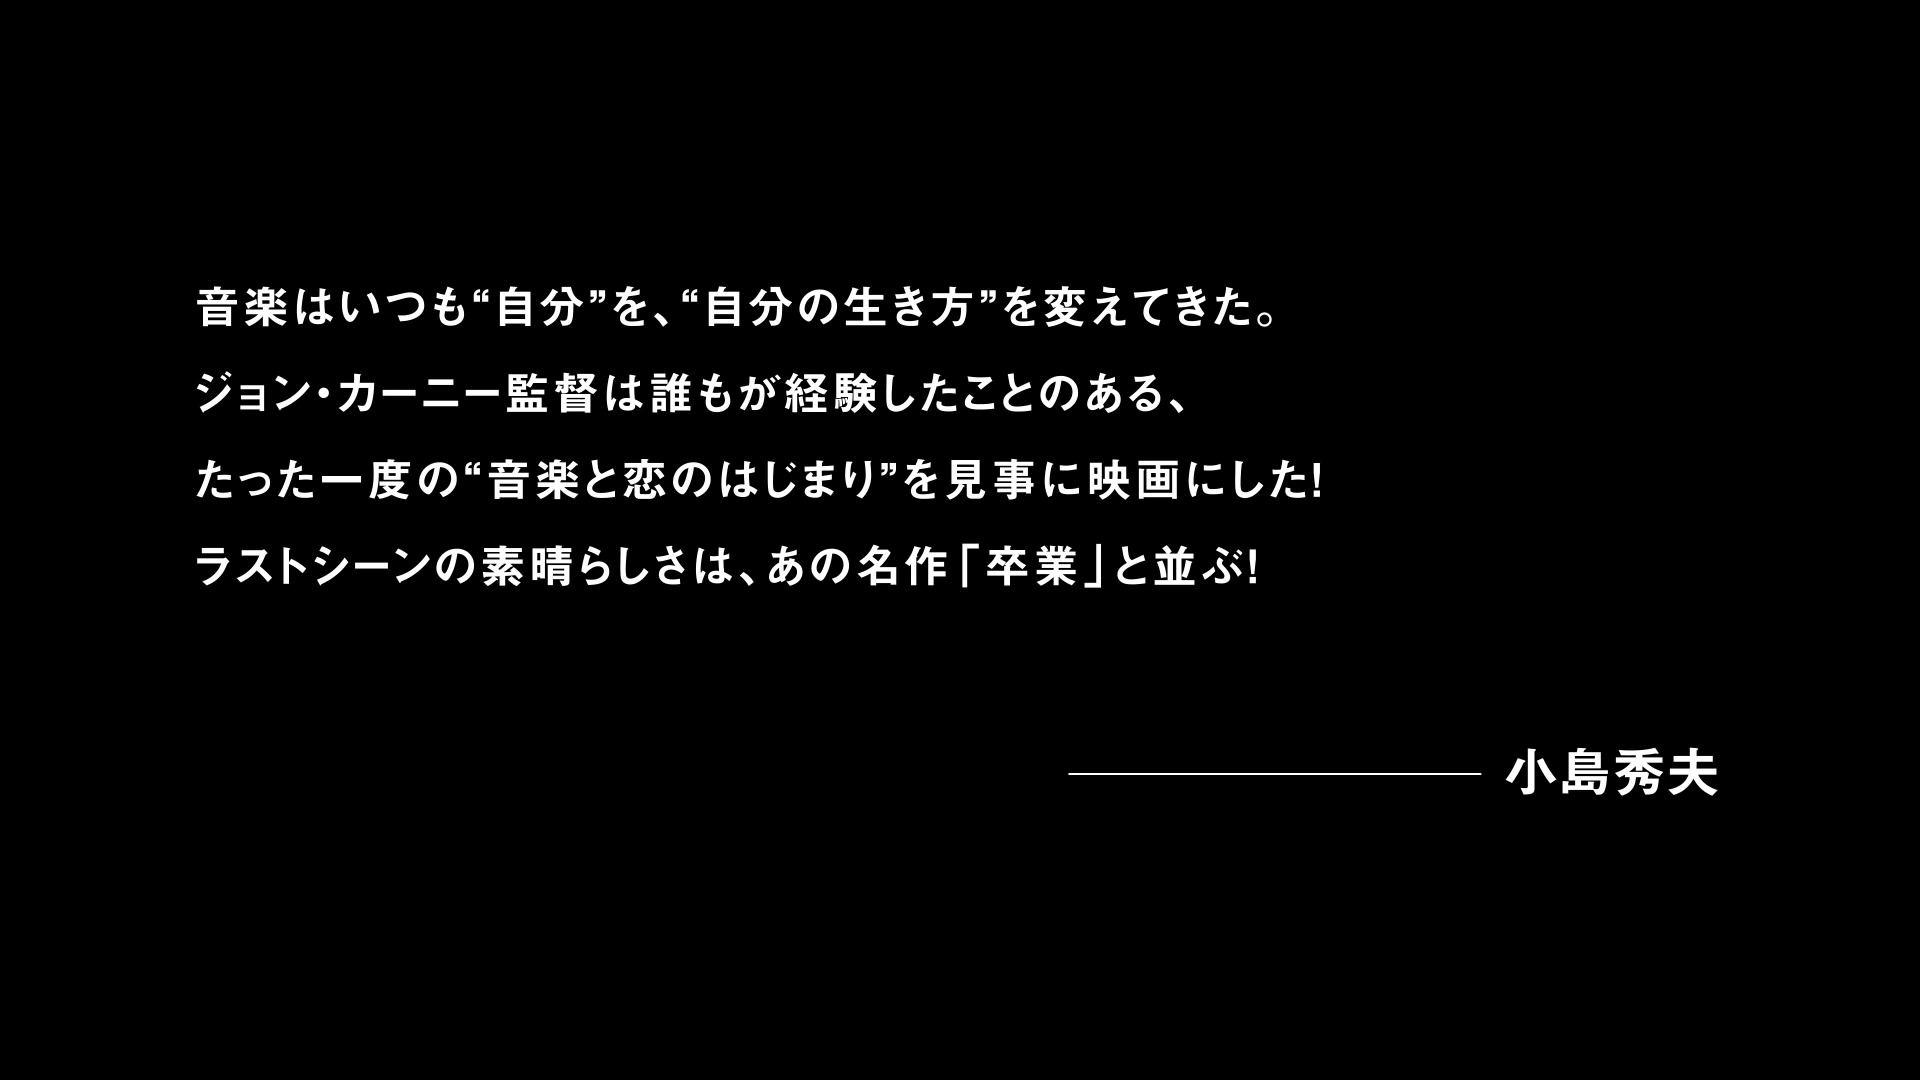 音楽はいつも“自分”を、“自分の生き方”を変えてきた。
ジョン・カーニー監督は誰もが経験したことのある、
たった一度の“音楽と恋のはじまり”を見事に映画にした!
ラストシーンの素晴らしさは、あの名作「卒業」と並ぶ!
小島秀夫